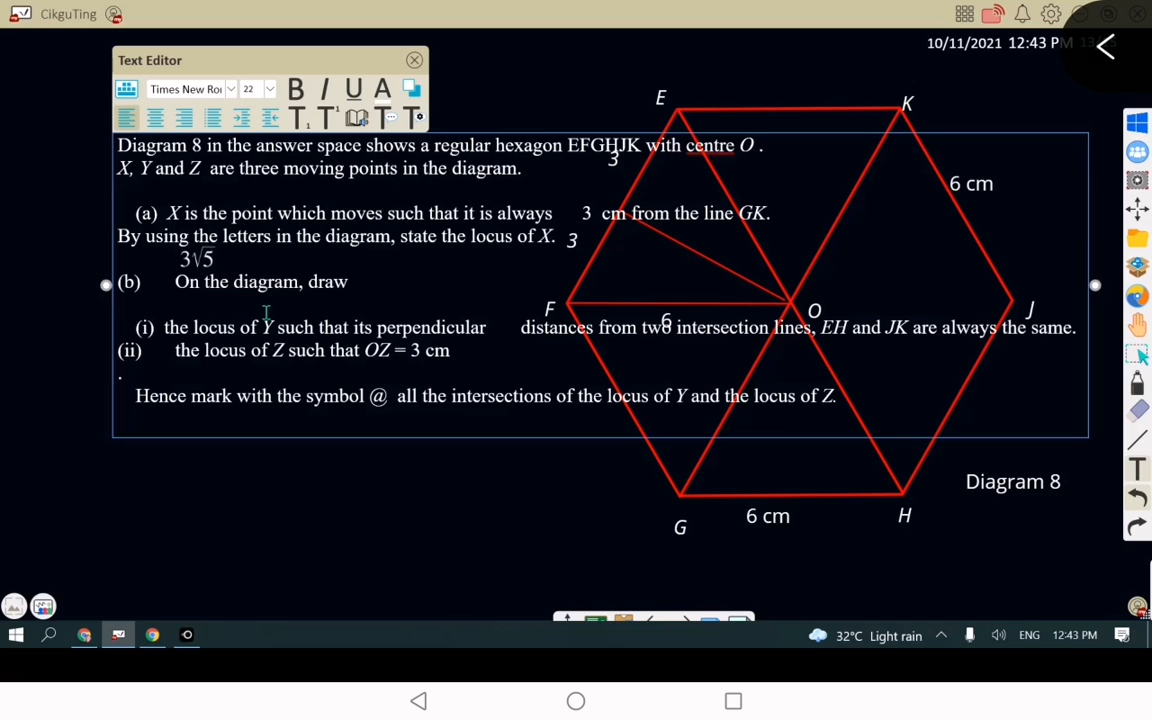 CikguTing
10/11/2021 12:43 PM
Text Editor
Times New Ro 22
B I U A
E
K
Diagram 8 in the answer space shows a regular hexagon EFGHJK with centre O .
3
X, Y and Z are three moving points in the diagram.
6 cm
(a) X is the point which moves such that it is always 3 cm from the line GK.
By using the letters in the diagram, state the locus of X.
3
3√5
(b) On the diagram, draw
F
O
J
6
(i) the locus of Y such that its perpendicular distances from two intersection lines, EH and JK are always the same.
(ii) the locus of Z such that OZ = 3 cm
.
Hence mark with the symbol @ all the intersections of the locus of Y and the locus of Z.
Diagram 8
G
6 cm
H
32°C Light rain ENG 12:43 PM